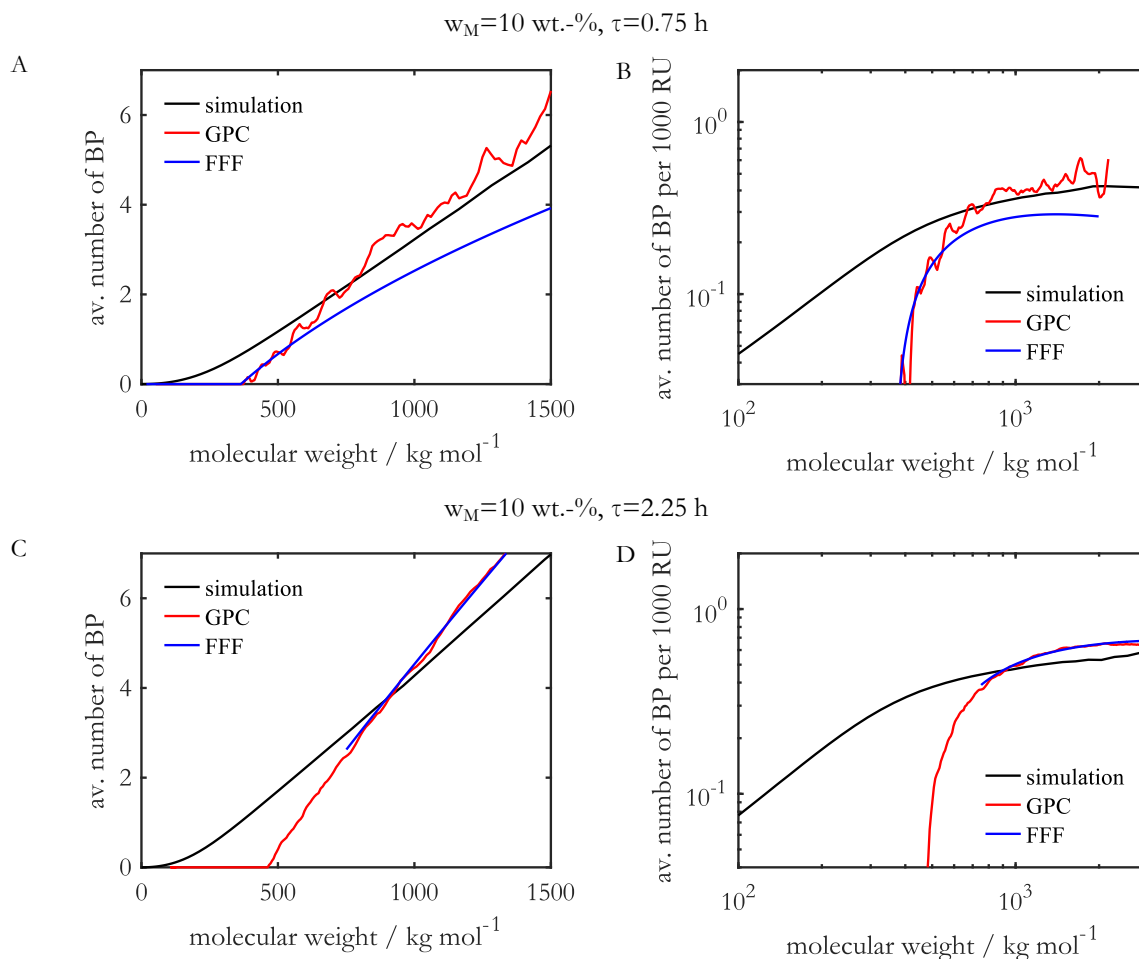 w_M=10 wt.-%, τ=0.75 h
A
av. number of BP
6
4
2
0
simulation
GPC
FFF
0
500
1000
1500
molecular weight / kg mol^-1
B
av. number of BP per 1000 RU
10^0
10^-1
simulation
GPC
FFF
10^2
10^3
molecular weight / kg mol^-1
w_M=10 wt.-%, τ=2.25 h
C
av. number of BP
6
4
2
0
simulation
GPC
FFF
0
500
1000
1500
molecular weight / kg mol^-1
D
av. number of BP per 1000 RU
10^0
10^-1
simulation
GPC
FFF
10^2
10^3
molecular weight / kg mol^-1